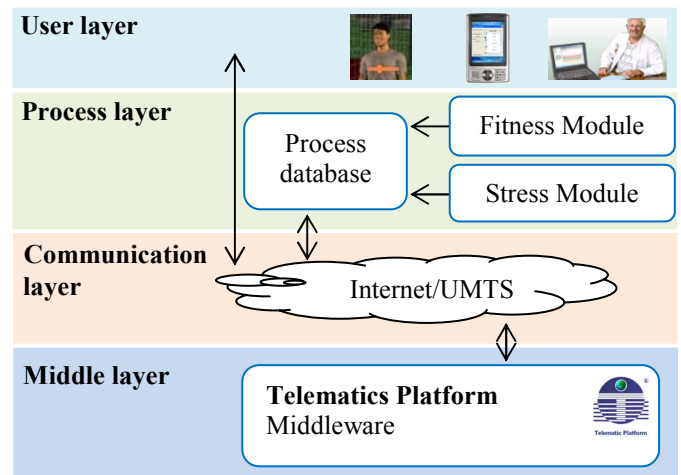 User layer
Process layer
Process
database
Fitness Module
Stress Module
Communication
layer
Internet/UMTS
Middle layer
Telematics Platform
Middleware
®
Telematic Platform